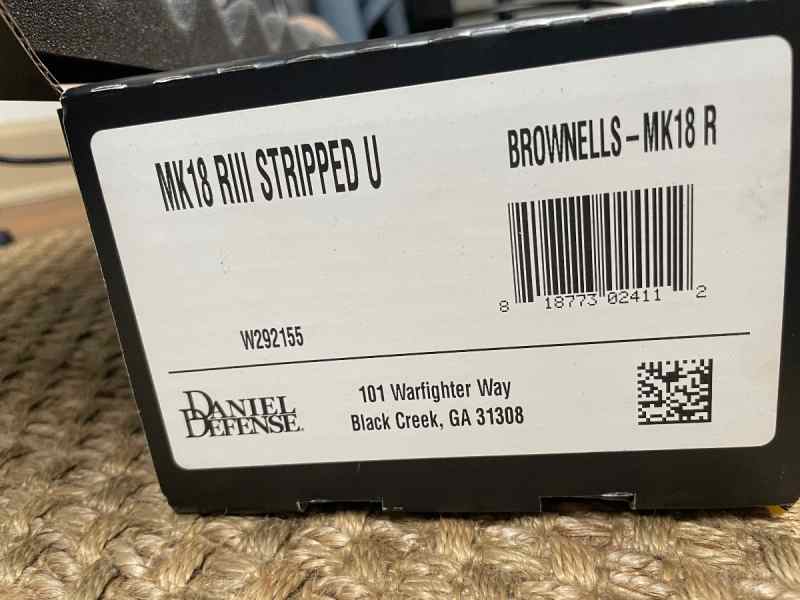 MK18 RIII STRIPPED U
BROWNELLS-MK18 R
8 18773 02411 2
W292155
DANIEL DEFENSE.
101 Warfighter Way
Black Creek, GA 31308